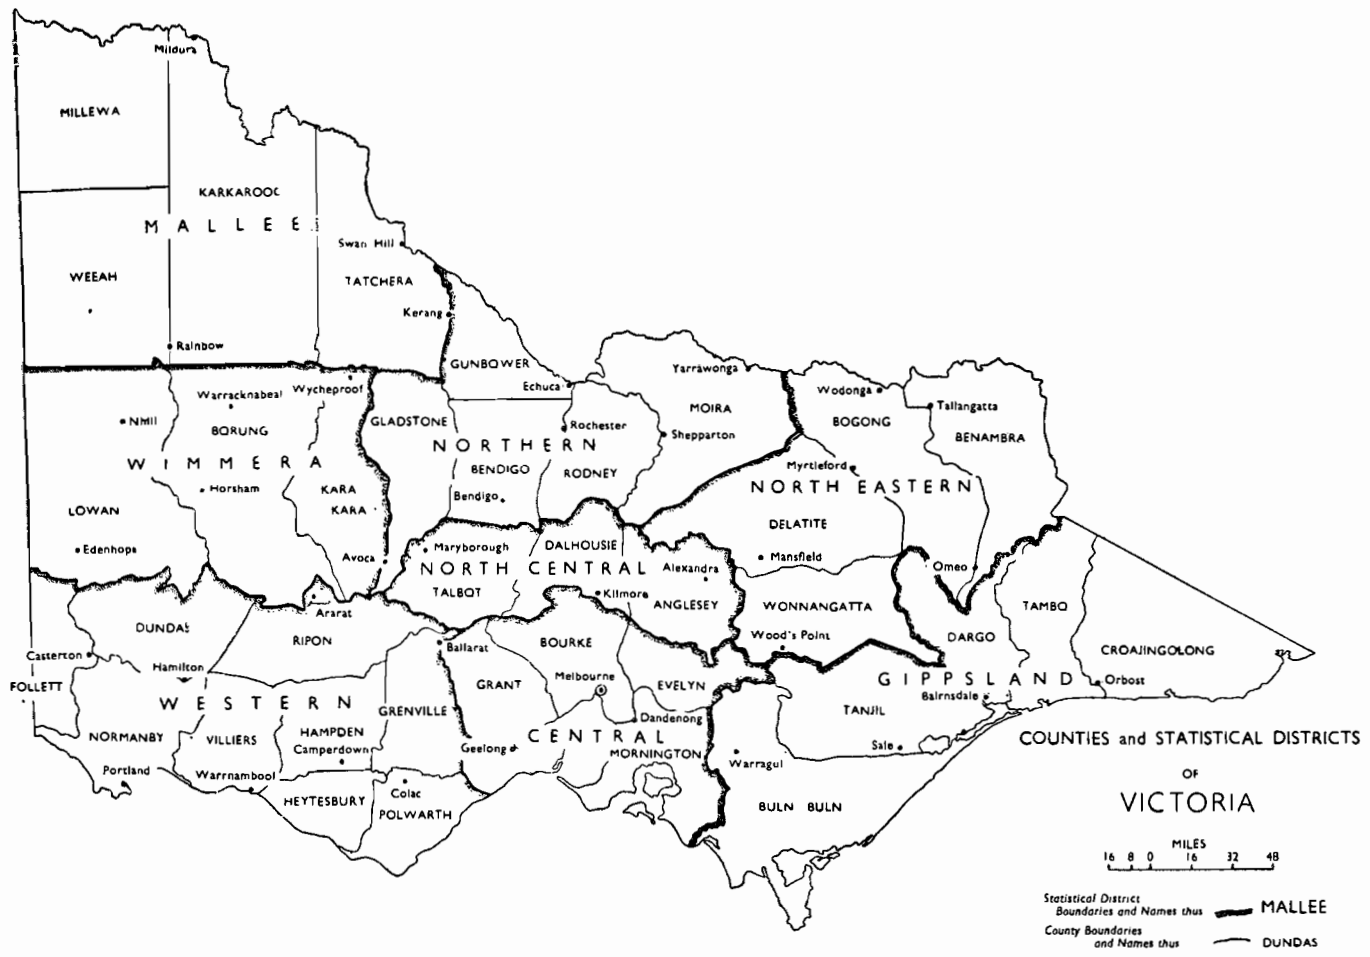 Mildura
MILLEWA
KARKAROOC
MALLEE
Swan Hill
WEEAH
TATCHERA
Kerang
Rainbow
GUNBOWER
Yarrawonga
Echuca
Wycheproof
Warracknabeal
Wodonga
Tallangatta
MOIRA
Nhill
GLADSTONE
BOGONG
Rochester
BORUNG
Shepparton
BENAMBRA
NORTHERN
WIMMERA
BENDIGO
RODNEY
Myrtleford
NORTH EASTERN
Horsham
KARA
KARA
Bendigo
LOWAN
DELATITE
Edenhope
Maryborough
DALHOUSIE
Avoca
Mansfield
NORTH CENTRAL
Alexandra
Omeo
TALBOT
Kilmore
ANGLESEY
WONNANGATTA
TAMBO
Ararat
DUNDAS
RIPON
BOURKE
Wood's Point
DARGO
Ballarat
Casterton
Hamilton
CROAJINGOLONG
FOLLETT
GRANT
Melbourne
EVELYN
GIPPSLAND
Orbost
Bairnsdale
WESTERN
GRENVILLE
TANJIL
Dandenong
NORMANBY
VILLIERS
HAMPDEN
CENTRAL
Camperdown
Geelong
Sale
MORNINGTON
Portland
Warrnambool
Warragul
Colac
HEYTESBURY
POLWARTH
BULN BULN
COUNTIES and STATISTICAL DISTRICTS
OF
VICTORIA
MILES
16 8 0 16 32 48
Statistical District
Boundaries and Names thus MALLEE
County Boundaries
and Names thus DUNDAS